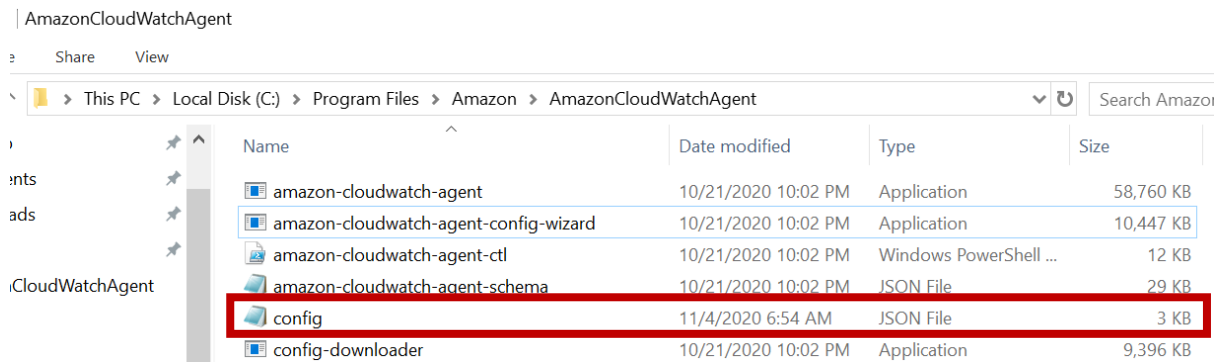 AmazonCloudWatchAgent
Share View
This PC > Local Disk (C:) > Program Files > Amazon > AmazonCloudWatchAgent Search Amazon
Name Date modified Type Size
amazon-cloudwatch-agent 10/21/2020 10:02 PM Application 58,760 KB
ents
amazon-cloudwatch-agent-config-wizard 10/21/2020 10:02 PM Application 10,447 KB
ads
amazon-cloudwatch-agent-ctl 10/21/2020 10:02 PM Windows PowerShell ... 12 KB
CloudWatchAgent
amazon-cloudwatch-agent-schema 10/21/2020 10:02 PM JSON File 29 KB
config 11/4/2020 6:54 AM JSON File 3 KB
config-downloader 10/21/2020 10:02 PM Application 9,396 KB